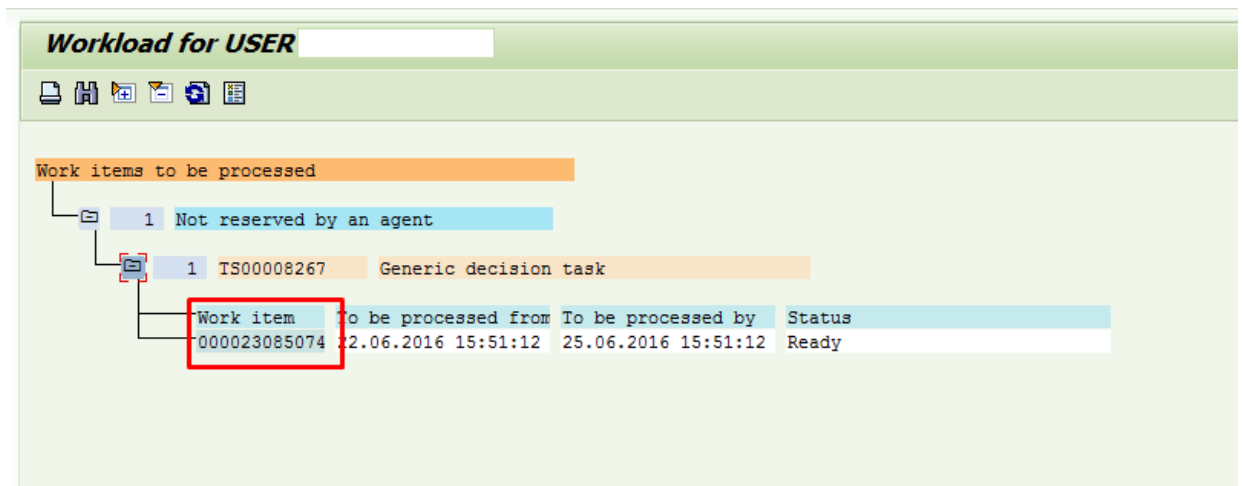 Workload for USER
Work items to be processed
1 Not reserved by an agent
1 TS00008267 Generic decision task
Work item To be processed from To be processed by Status
000023085074 22.06.2016 15:51:12 25.06.2016 15:51:12 Ready